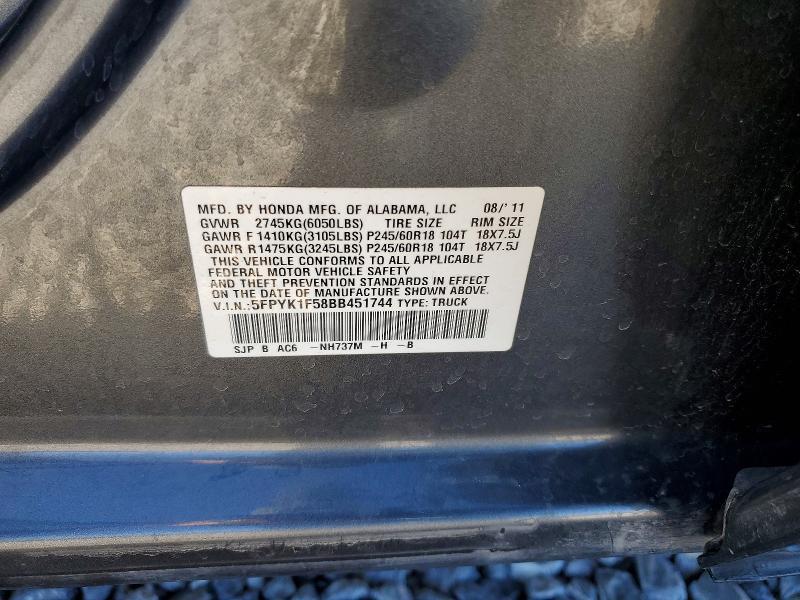 MFD. BY HONDA MFG. OF ALABAMA, LLC 08/'11
GVWR 2745KG(6050LBS) TIRE SIZE RIM SIZE
GAWR F 1410KG(3105LBS) P245/60R18 104T 18X7.5J
GAWR R1475KG(3245LBS) P245/60R18 104T 18X7.5J
THIS VEHICLE CONFORMS TO ALL APPLICABLE
FEDERAL MOTOR VEHICLE SAFETY
AND THEFT PREVENTION STANDARDS IN EFFECT
ON THE DATE OF MANUFACTURE SHOWN ABOVE.
V.I.N.: 5FPYK1F58BB451744 TYPE: TRUCK
SJP B AC6 -NH737M -H -B